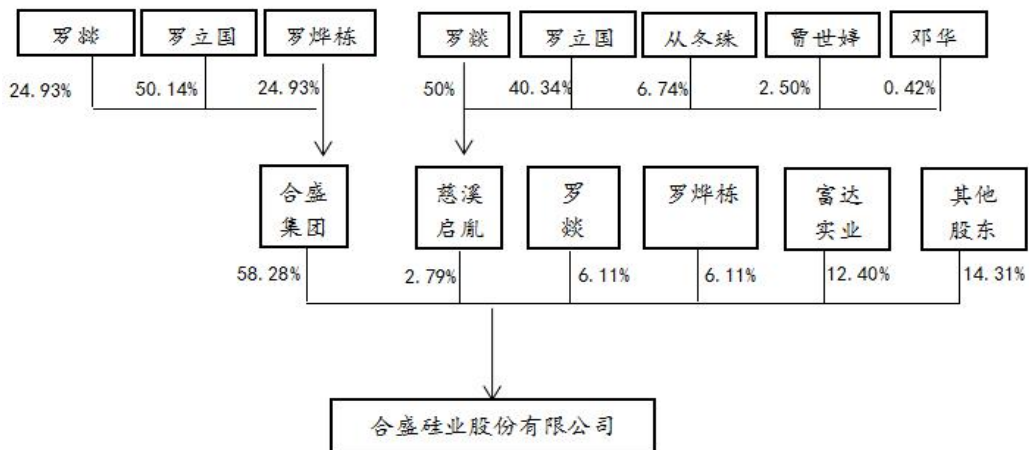 罗燚 罗立国 罗烨栋 罗燚 罗立国 从冬珠 贾世婷 邓华
24.93% 50.14% 24.93% 50% 40.34% 6.74% 2.50% 0.42%
合盛
集团
慈溪
启胤
罗
燚
罗烨栋
富达
实业
其他
股东
58.28% 2.79% 6.11% 6.11% 12.40% 14.31%
合盛硅业股份有限公司